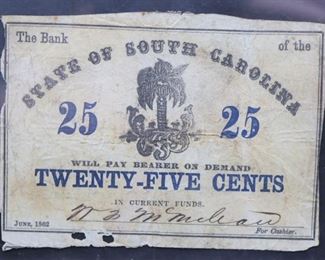 The Bank of the
STATE OF SOUTH CAROLINA
25 25
WILL PAY BEARER ON DEMAND
TWENTY-FIVE CENTS
IN CURRENT FUNDS.
JUNE, 1862 For Cashier.